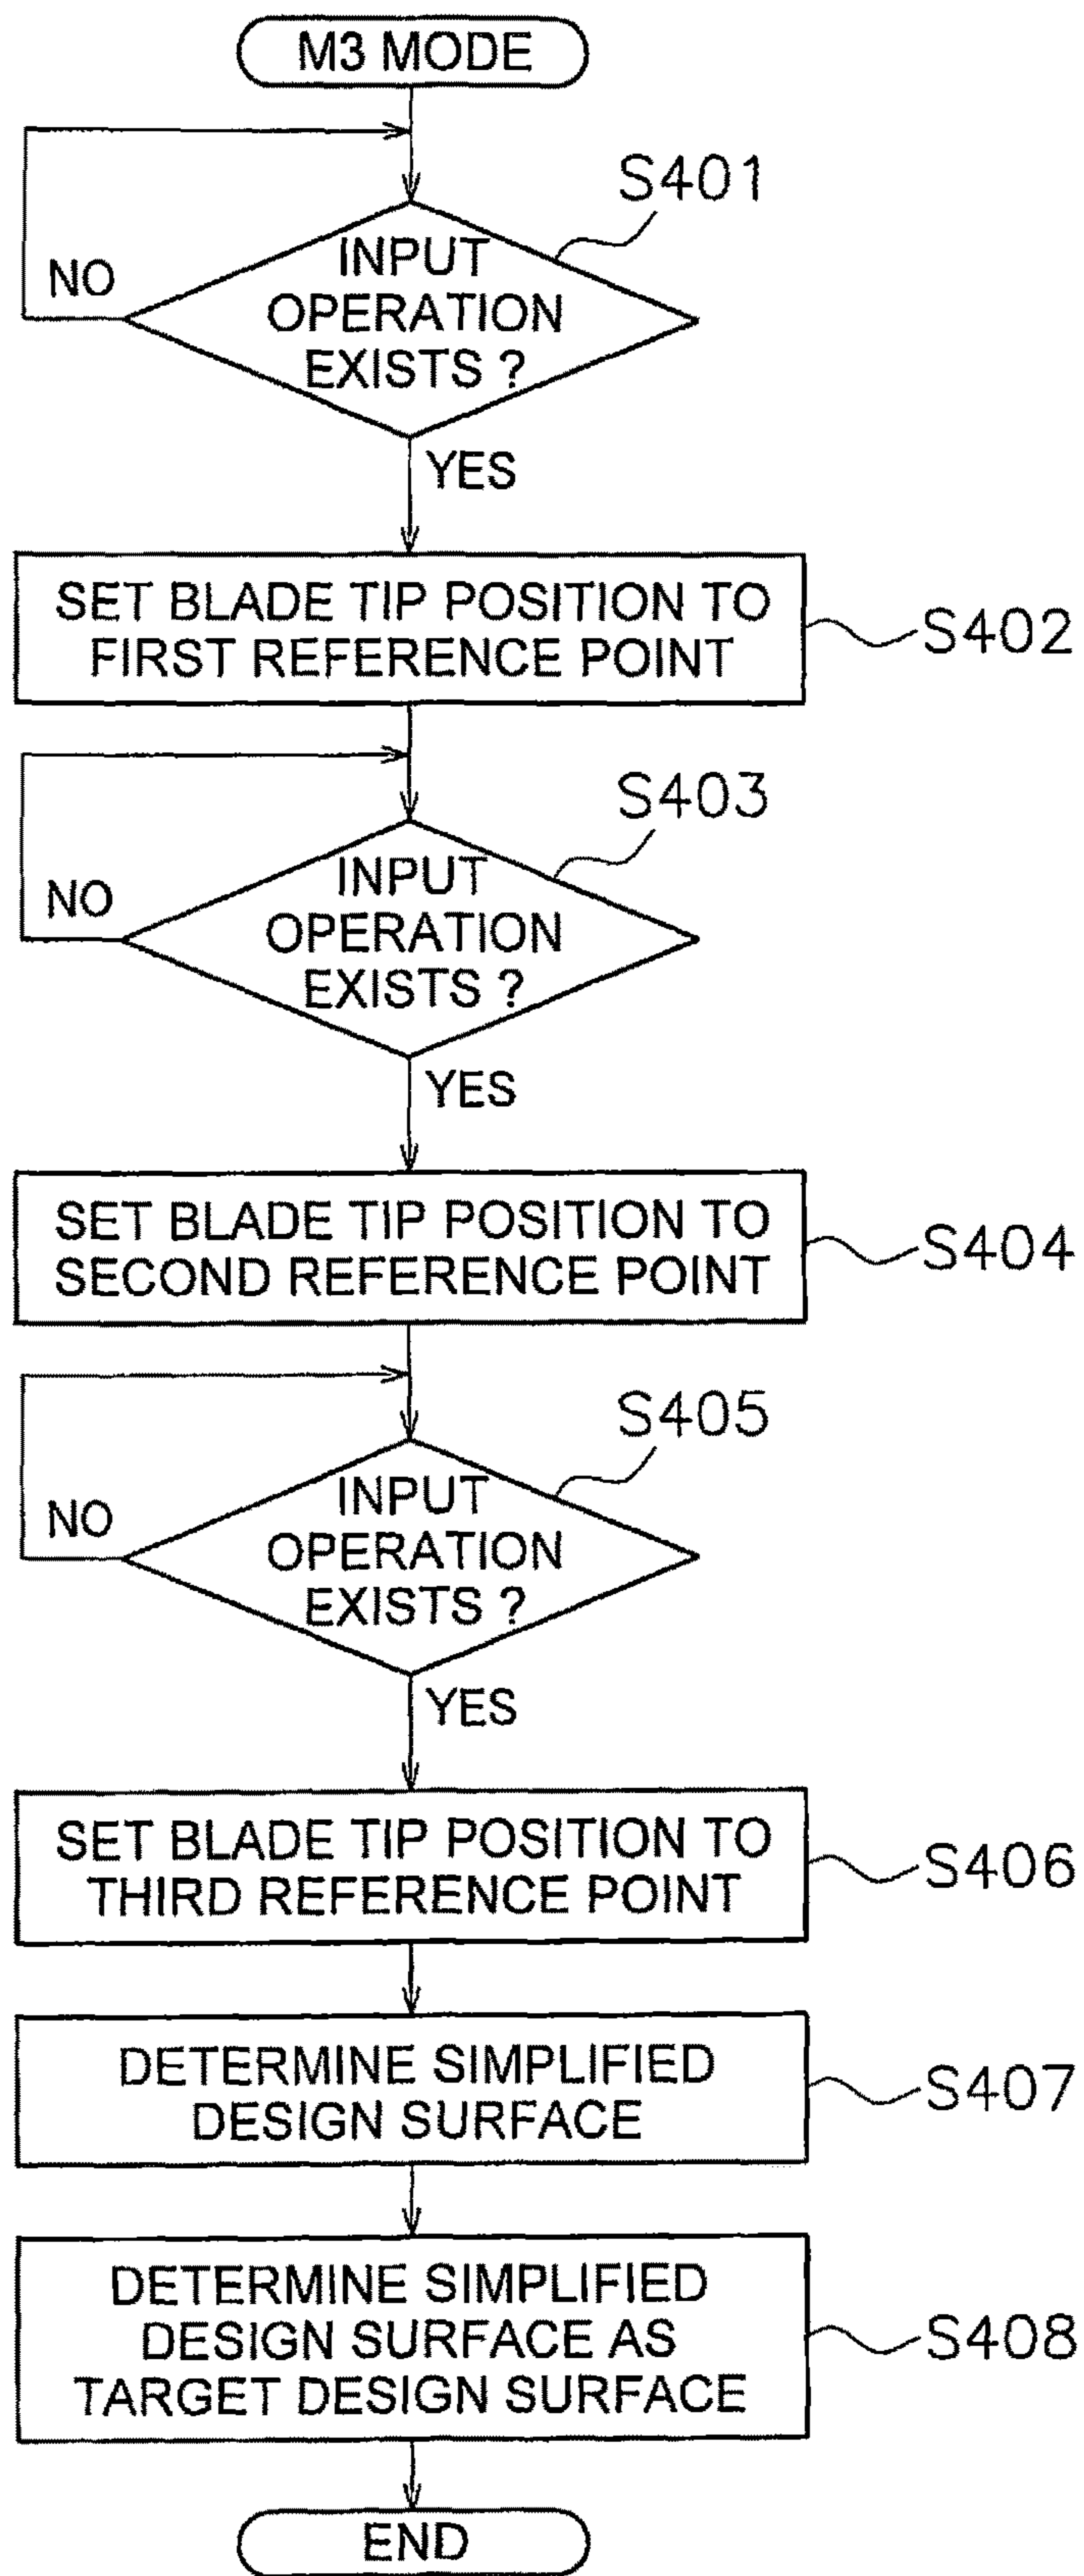 M3 MODE
S401
INPUT
OPERATION
EXISTS ?
NO
YES
SET BLADE TIP POSITION TO
FIRST REFERENCE POINT
S402
S403
INPUT
OPERATION
EXISTS ?
NO
YES
SET BLADE TIP POSITION TO
SECOND REFERENCE POINT
S404
S405
INPUT
OPERATION
EXISTS ?
NO
YES
SET BLADE TIP POSITION TO
THIRD REFERENCE POINT
S406
DETERMINE SIMPLIFIED
DESIGN SURFACE
S407
DETERMINE SIMPLIFIED
DESIGN SURFACE AS
TARGET DESIGN SURFACE
S408
END